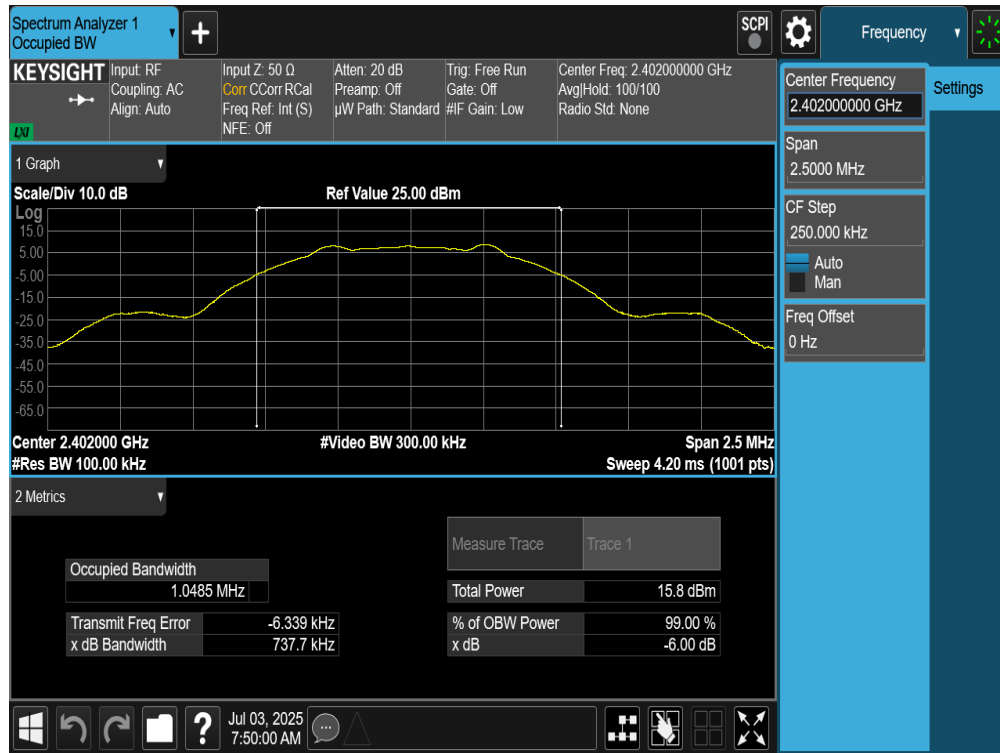 Spectrum Analyzer 1
Occupied BW
+
SCPI
Frequency
KEYSIGHT
LXI
Input: RF
Coupling: AC
Align: Auto
Input Z: 50 Ω
Corr CCorr RCal
Freq Ref: Int (S)
NFE: Off
Atten: 20 dB
Preamp: Off
µW Path: Standard
Trig: Free Run
Gate: Off
#IF Gain: Low
Center Freq: 2.402000000 GHz
Avg|Hold: 100/100
Radio Std: None
1 Graph
Scale/Div 10.0 dB
Ref Value 25.00 dBm
Log
15.0
5.00
-5.00
-15.0
-25.0
-35.0
-45.0
-55.0
-65.0
Center 2.402000 GHz
#Video BW 300.00 kHz
Span 2.5 MHz
#Res BW 100.00 kHz
Sweep 4.20 ms (1001 pts)
2 Metrics
Measure Trace
Trace 1
Occupied Bandwidth
1.0485 MHz
Total Power
15.8 dBm
Transmit Freq Error
-6.339 kHz
% of OBW Power
99.00 %
x dB Bandwidth
737.7 kHz
x dB
-6.00 dB
Center Frequency
2.402000000 GHz
Settings
Span
2.5000 MHz
CF Step
250.000 kHz
Auto
Man
Freq Offset
0 Hz
?
Jul 03, 2025
7:50:00 AM